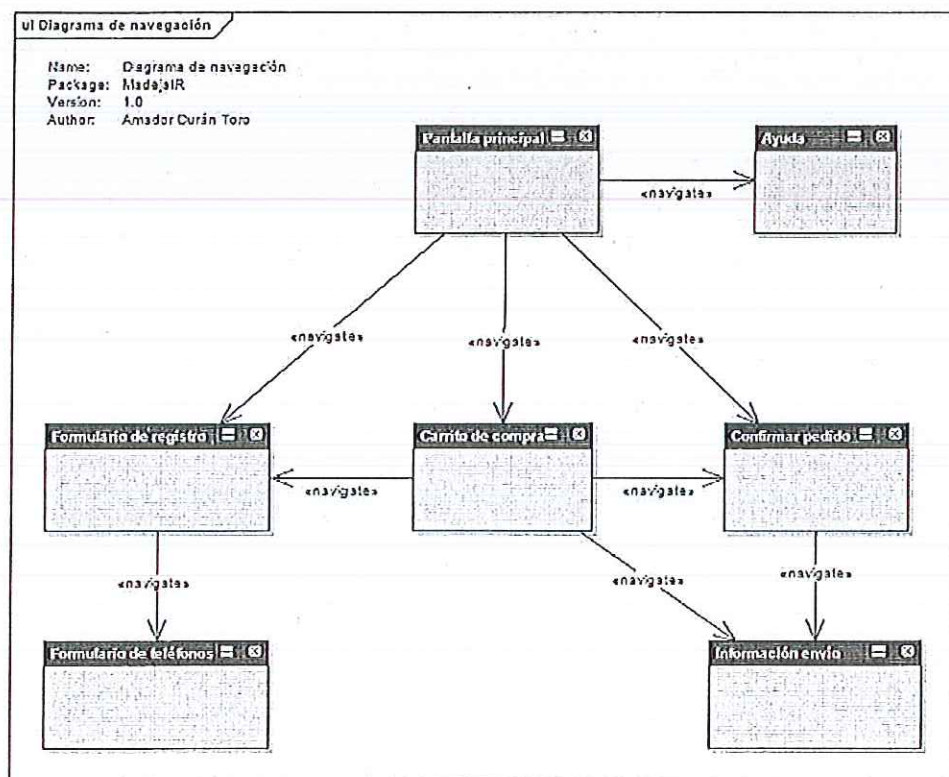 ui Diagrama de navegación
Name: Diagrama de navegación
Package: MadejaIR
Version: 1.0
Author: Amador Durán Toro
Pantalla principal
Ayuda
«navigate»
«navigate»
«navigate»
«navigate»
Formulario de registro
Carrito de compra
Confirmar pedido
«navigate»
«navigate»
«navigate»
«navigate»
«navigate»
Formulario de teléfonos
Información envío